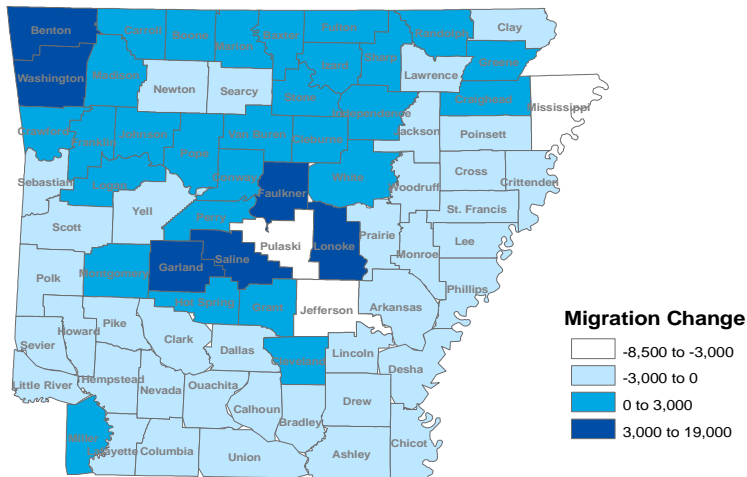 Benton
Carroll
Boone
Marion
Baxter
Fulton
Randolph
Clay
Washington
Madison
Newton
Searcy
Stone
Izard
Sharp
Lawrence
Greene
Craighead
Mississippi
Crawford
Franklin
Johnson
Pope
Van Buren
Cleburne
Independence
Jackson
Poinsett
Sebastian
Logan
Conway
Faulkner
White
Woodruff
Cross
Crittenden
Scott
Yell
Perry
Pulaski
Lonoke
Prairie
Monroe
St. Francis
Lee
Phillips
Polk
Montgomery
Garland
Saline
Hot Spring
Grant
Jefferson
Arkansas
Sevier
Howard
Pike
Clark
Dallas
Cleveland
Lincoln
Desha
Little River
Hempstead
Nevada
Ouachita
Calhoun
Bradley
Drew
Chicot
Miller
Lafayette
Columbia
Union
Ashley
Migration Change
-8,500 to -3,000
-3,000 to 0
0 to 3,000
3,000 to 19,000